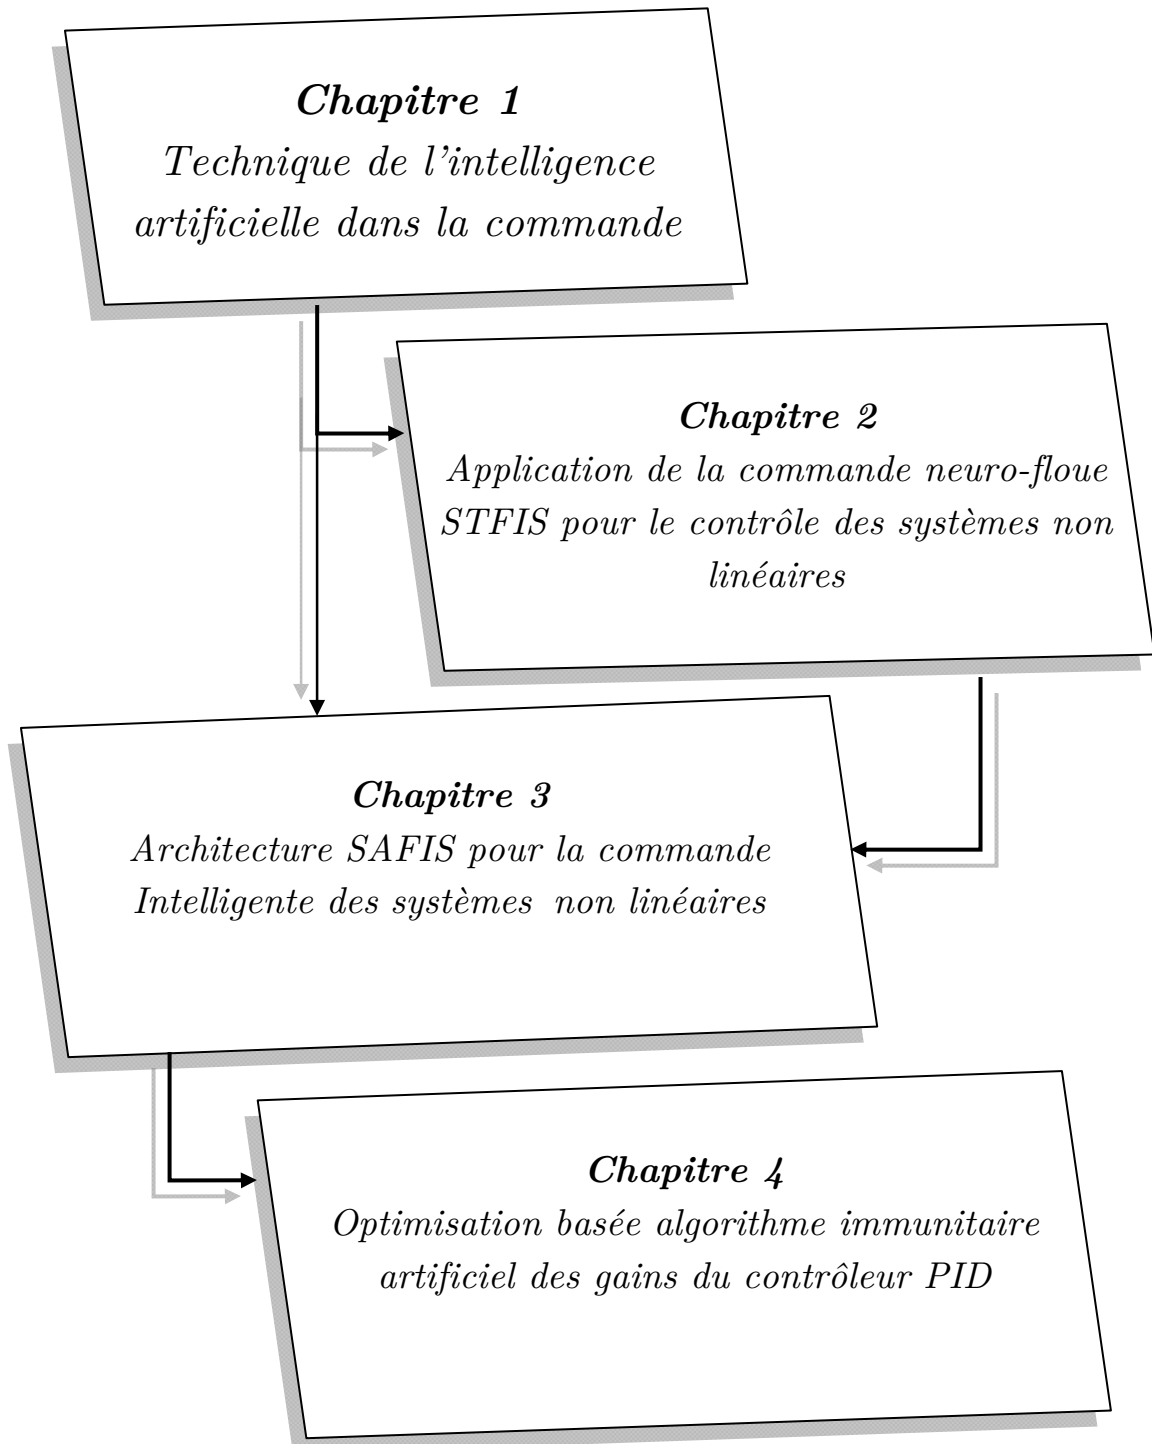 Chapitre 1
Technique de l'intelligence
artificielle dans la commande
Chapitre 2
Application de la commande neuro-floue
STFIS pour le contrôle des systèmes non
linéaires
Chapitre 3
Architecture SAFIS pour la commande
Intelligente des systèmes non linéaires
Chapitre 4
Optimisation basée algorithme immunitaire
artificiel des gains du contrôleur PID